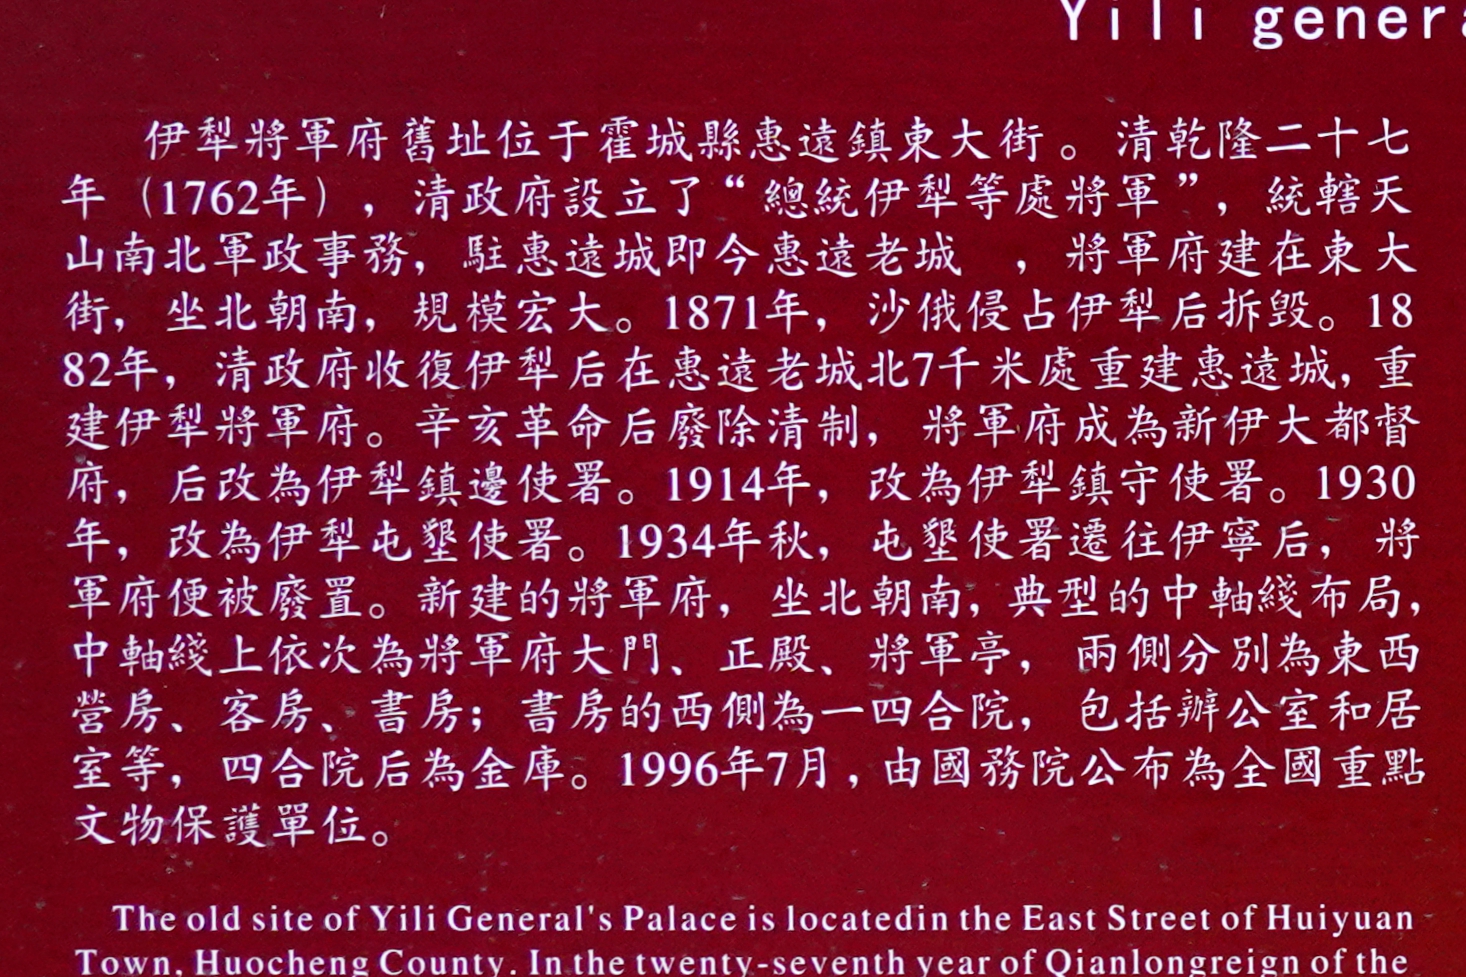 Yili genera
伊犁將軍府舊址位于霍城縣惠遠鎮東大街。清乾隆二十七
年（1762年），清政府設立了“總統伊犁等處將軍”，統轄天
山南北軍政事務，駐惠遠城即今惠遠老城　，將軍府建在東大
街，坐北朝南，規模宏大。1871年，沙俄侵占伊犁后拆毀。18
82年，清政府收復伊犁后在惠遠老城北7千米處重建惠遠城，重
建伊犁將軍府。辛亥革命后廢除清制，將軍府成為新伊大都督
府，后改為伊犁鎮邊使署。1914年，改為伊犁鎮守使署。1930
年，改為伊犁屯墾使署。1934年秋，屯墾使署遷往伊寧后，將
軍府便被廢置。新建的將軍府，坐北朝南，典型的中軸綫布局，
中軸綫上依次為將軍府大門、正殿、將軍亭，兩側分別為東西
營房、客房、書房；書房的西側為一四合院，包括辦公室和居
室等，四合院后為金庫。1996年7月，由國務院公布為全國重點
文物保護單位。
The old site of Yili General's Palace is locatedin the East Street of Huiyuan
Town, Huocheng County. In the twenty-seventh year of Qianlongreign of the